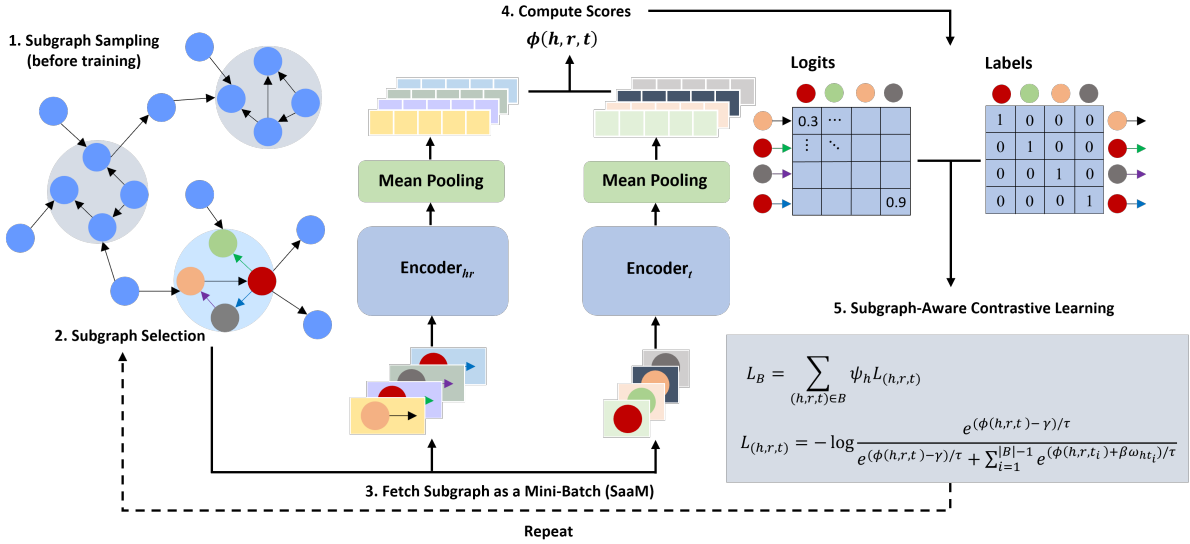 4. Compute Scores
1. Subgraph Sampling
(before training)
ϕ(h, r, t)
Logits
Labels
0.3 ⋯
⋮ ⋱
0.9
1 0 0 0
0 1 0 0
0 0 1 0
0 0 0 1
Mean Pooling
Mean Pooling
Encoder_hr
Encoder_t
2. Subgraph Selection
5. Subgraph-Aware Contrastive Learning
L_B = ∑_{(h,r,t)∈B} ψ_h L_{(h,r,t)}
L_{(h,r,t)} = − log e^{(ϕ(h,r,t)−γ)/τ} / e^{(ϕ(h,r,t)−γ)/τ} + ∑_{i=1}^{|B|−1} e^{(ϕ(h,r,t_i)+βω_{ht_i})/τ}
3. Fetch Subgraph as a Mini-Batch (SaaM)
Repeat